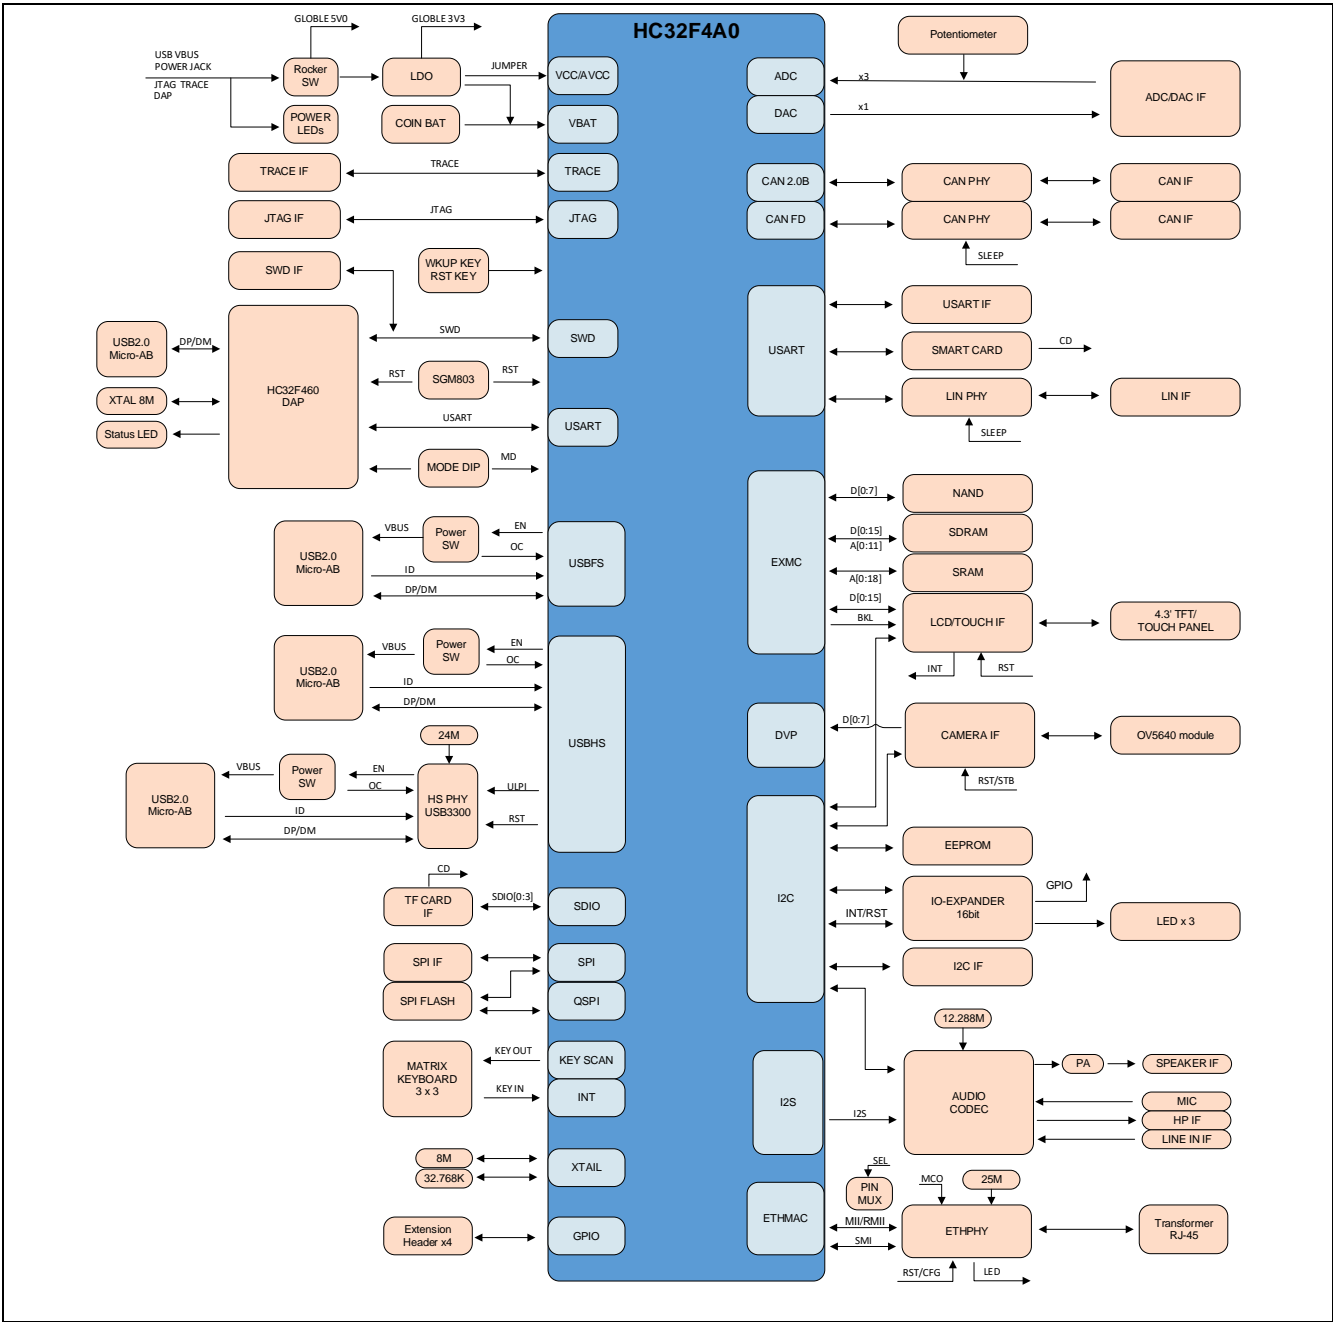 HC32F4A0
GLOBLE 5V0
GLOBLE 3V3
USB VBUS
POWER JACK
JTAG TRACE
DAP
Rocker
SW
LDO
JUMPER
VCC/AVCC
POWER
LEDs
COIN BAT
VBAT
TRACE IF
TRACE
TRACE
JTAG IF
JTAG
JTAG
SWD IF
WKUP KEY
RST KEY
USB2.0
Micro-AB
DP/DM
XTAL 8M
Status LED
HC32F460
DAP
SWD
SWD
RST
SGM803
RST
USART
USART
MODE DIP
MD
USB2.0
Micro-AB
VBUS
Power
SW
EN
OC
ID
DP/DM
USBFS
USB2.0
Micro-AB
VBUS
Power
SW
EN
OC
ID
DP/DM
USBHS
24M
USB2.0
Micro-AB
VBUS
Power
SW
EN
OC
ID
DP/DM
HS PHY
USB3300
ULPI
RST
CD
TF CARD
IF
SDIO[0:3]
SDIO
SPI IF
SPI
SPI FLASH
QSPI
MATRIX
KEYBOARD
3 x 3
KEY OUT
KEY SCAN
KEY IN
INT
8M
32.768K
XTAIL
Extension
Header x4
GPIO
Potentiometer
ADC
x3
DAC
x1
ADC/DAC IF
CAN 2.0B
CAN PHY
CAN IF
CAN FD
CAN PHY
CAN IF
SLEEP
USART
USART IF
SMART CARD
CD
LIN PHY
LIN IF
SLEEP
EXMC
D[0:7]
NAND
D[0:15]
A[0:11]
SDRAM
SRAM
A[0:18]
D[0:15]
BKL
LCD/TOUCH IF
4.3' TFT/
TOUCH PANEL
INT
RST
DVP
D[0:7]
CAMERA IF
OV5640 module
RST/STB
I2C
EEPROM
IO-EXPANDER
16bit
GPIO
INT/RST
LED x 3
I2C IF
12.288M
I2S
I2S
AUDIO
CODEC
PA
SPEAKER IF
MIC
HP IF
LINE IN IF
SEL
PIN
MUX
MCO
25M
ETHMAC
MII/RMII
SMI
ETHPHY
Transformer
RJ-45
RST/CFG
LED